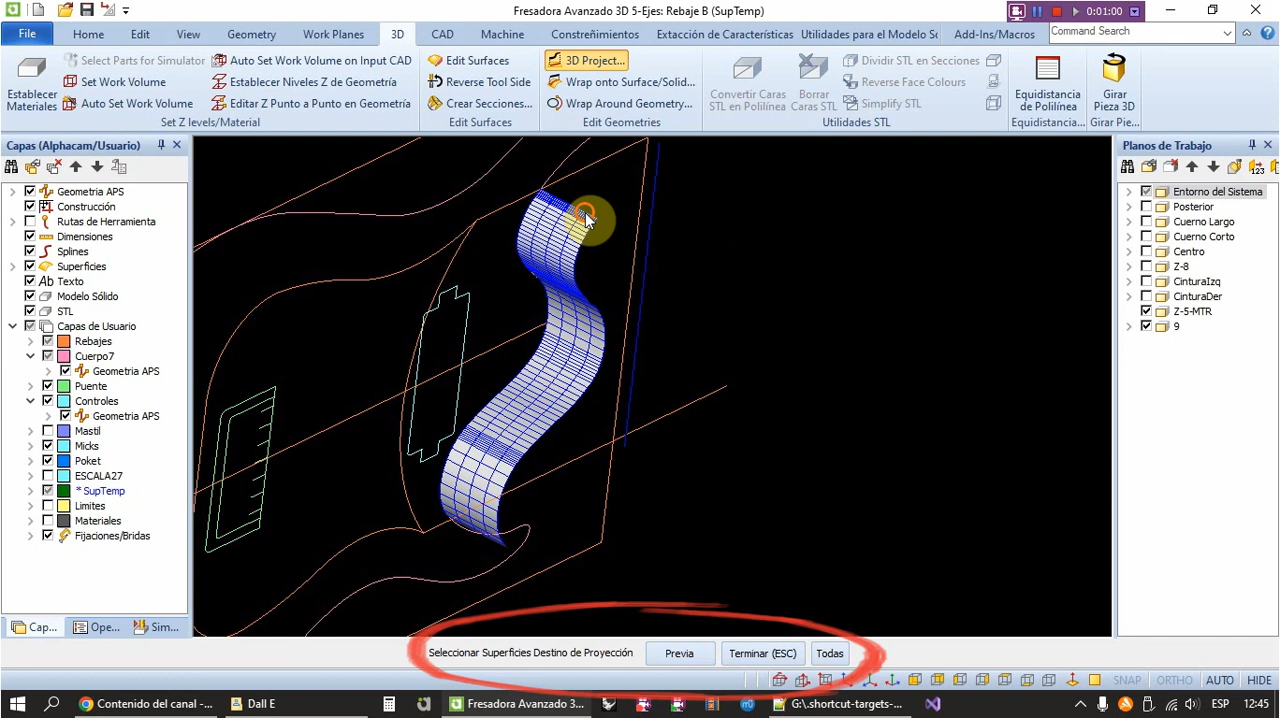 Fresadora Avanzado 3D 5-Ejes: Rebaje B (SupTemp)
0:01:00
File Home Edit View Geometry Work Planes 3D CAD Machine Constreñimientos Extracción de Características Utilidades para el Modelo Sc Add-Ins/Macros Command Search
Establecer Materiales
Select Parts for Simulator
Set Work Volume
Auto Set Work Volume
Auto Set Work Volume on Input CAD
Establecer Niveles Z de Geometría
Editar Z Punto a Punto en Geometría
Set Z levels/Material
Edit Surfaces
Reverse Tool Side
Crear Secciones...
Edit Surfaces
3D Project...
Wrap onto Surface/Solid...
Wrap Around Geometry...
Edit Geometries
Convertir Caras STL en Polilínea
Borrar Caras STL
Dividir STL en Secciones
Reverse Face Colours
Simplify STL
Utilidades STL
Equidistancia de Polilínea
Equidistancia...
Girar Pieza 3D
Girar Pie...
Capas (Alphacam/Usuario)
Geometria APS
Construcción
Rutas de Herramienta
Dimensiones
Splines
Superficies
Ab Texto
Modelo Sólido
STL
Capas de Usuario
Rebajes
Cuerpo7
Geometria APS
Puente
Controles
Geometria APS
Mastil
Micks
Poket
ESCALA27
* SupTemp
Limites
Materiales
Fijaciones/Bridas
Cap... Ope... Sim...
Planos de Trabajo
123
Entorno del Sistema
Posterior
Cuerno Largo
Cuerno Corto
Centro
Z-8
CinturaIzq
CinturaDer
Z-5-MTR
9
Seleccionar Superficies Destino de Proyección Previa Terminar (ESC) Todas
SNAP ORTHO AUTO HIDE
Contenido del canal -... Dall E Fresadora Avanzado 3... G:\.shortcut-targets-... ESP 12:45